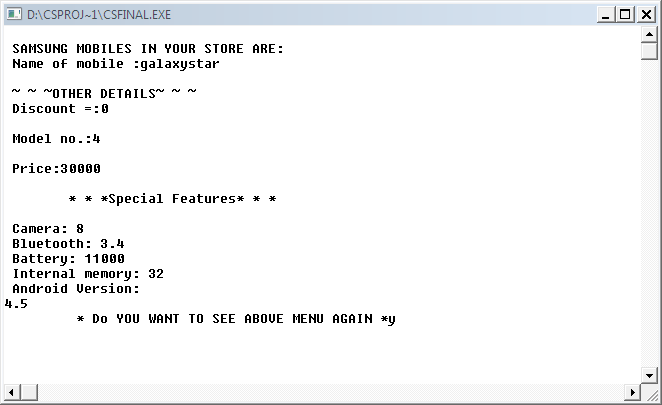 D:\CSPROJ~1\CSFINAL.EXE
SAMSUNG MOBILES IN YOUR STORE ARE:
Name of mobile :galaxystar
~ ~ ~OTHER DETAILS~ ~ ~
Discount =:0
Model no.:4
Price:30000
* * *Special Features* * *
Camera: 8
Bluetooth: 3.4
Battery: 11000
Internal memory: 32
Android Version:
4.5
* Do YOU WANT TO SEE ABOVE MENU AGAIN *y